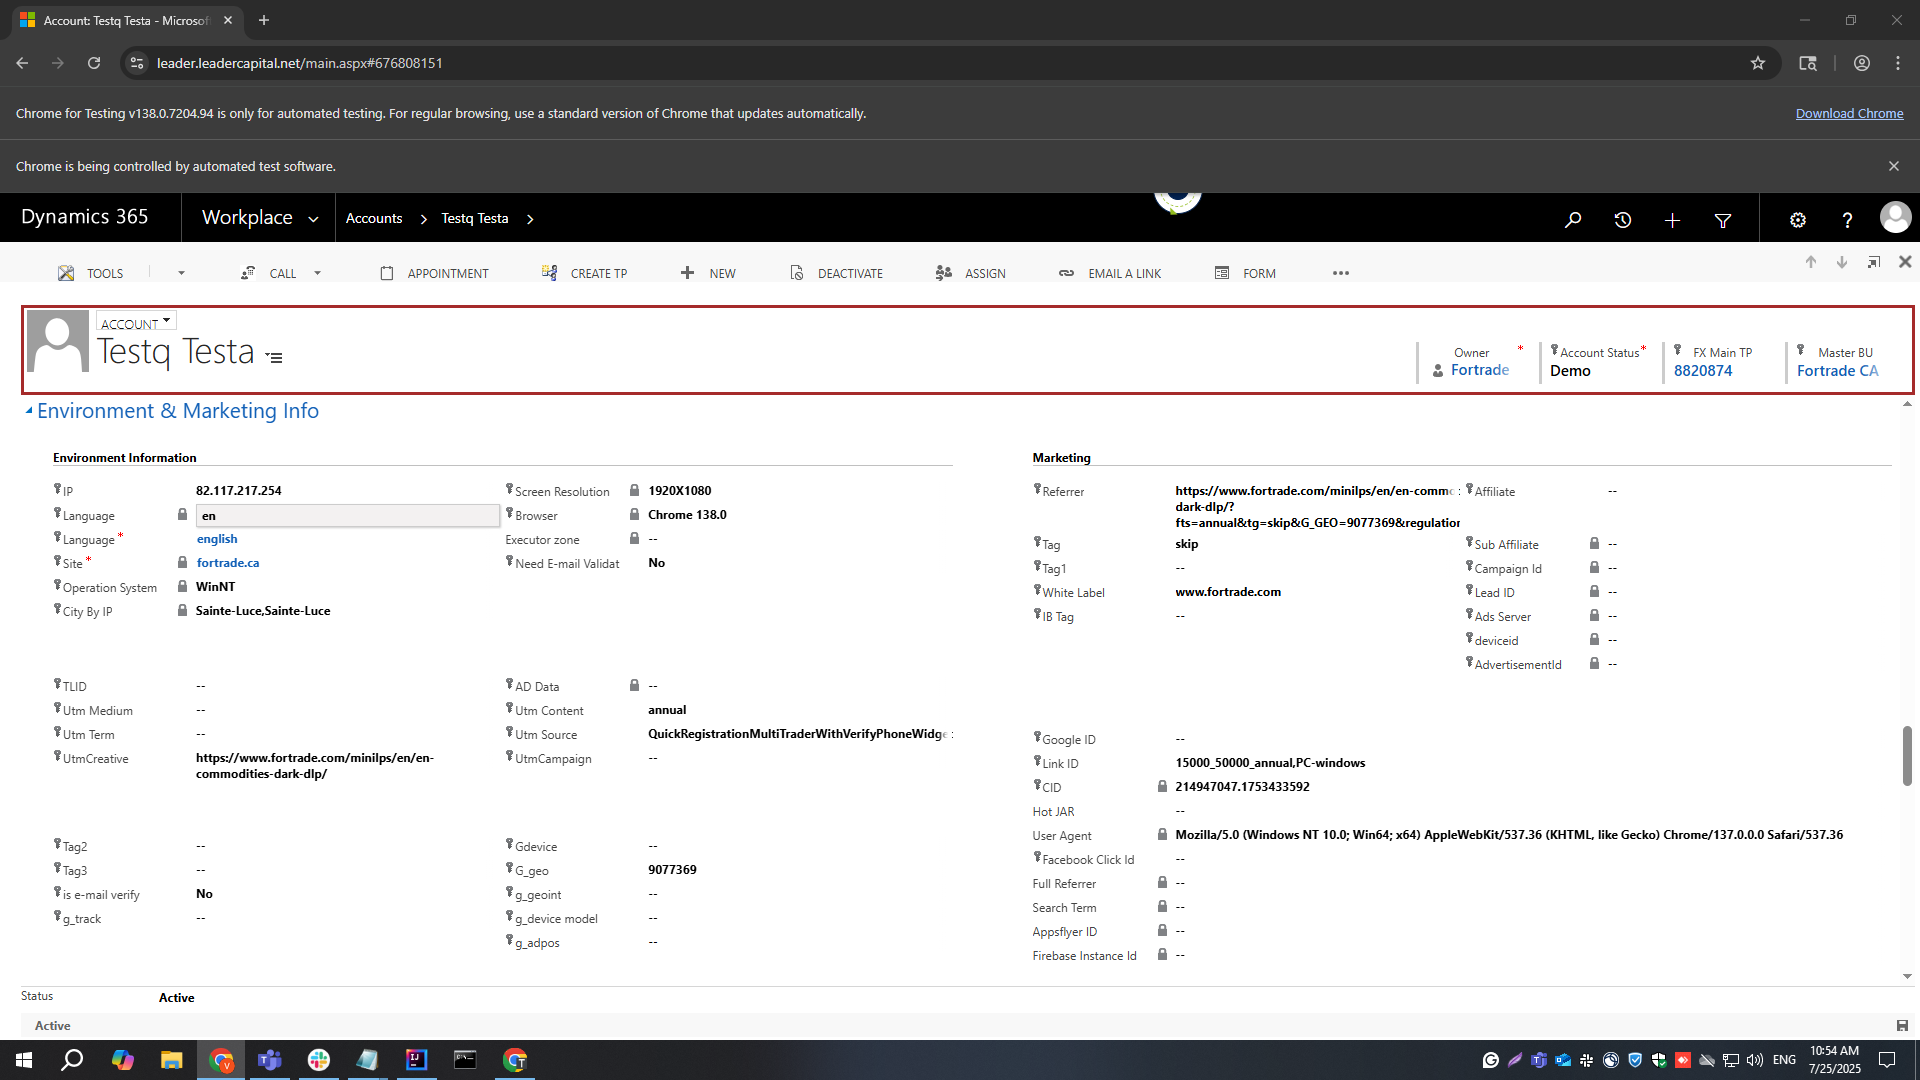 Account: Testq Testa - Microsof
leader.leadercapital.net/main.aspx#676808151
Chrome for Testing v138.0.7204.94 is only for automated testing. For regular browsing, use a standard version of Chrome that updates automatically.
Download Chrome
Chrome is being controlled by automated test software.
Dynamics 365
Workplace
Accounts
Testq Testa
TOOLS
CALL
APPOINTMENT
CREATE TP
NEW
DEACTIVATE
ASSIGN
EMAIL A LINK
FORM
ACCOUNT
Testq Testa
Owner *
Fortrade
Account Status*
Demo
FX Main TP
8820874
Master BU
Fortrade CA
Environment & Marketing Info
Environment Information
IP 82.117.217.254
Language en
Language * english
Site * fortrade.ca
Operation System WinNT
City By IP Sainte-Luce,Sainte-Luce
Screen Resolution 1920X1080
Browser Chrome 138.0
Executor zone --
Need E-mail Validat No
TLID --
Utm Medium --
Utm Term --
UtmCreative https://www.fortrade.com/minilps/en/en-
commodities-dark-dlp/
AD Data --
Utm Content annual
Utm Source QuickRegistrationMultiTraderWithVerifyPhoneWidge
UtmCampaign --
Tag2 --
Tag3 --
is e-mail verify No
g_track --
Gdevice --
G_geo 9077369
g_geoint --
g_device model --
g_adpos --
Marketing
Referrer https://www.fortrade.com/minilps/en/en-commo
dark-dlp/?
fts=annual&tg=skip&G_GEO=9077369&regulation
Tag skip
Tag1 --
White Label www.fortrade.com
IB Tag --
Affiliate --
Sub Affiliate --
Campaign Id --
Lead ID --
Ads Server --
deviceid --
AdvertisementId --
Google ID --
Link ID 15000_50000_annual,PC-windows
CID 214947047.1753433592
Hot JAR --
User Agent Mozilla/5.0 (Windows NT 10.0; Win64; x64) AppleWebKit/537.36 (KHTML, like Gecko) Chrome/137.0.0.0 Safari/537.36
Facebook Click Id --
Full Referrer --
Search Term --
Appsflyer ID --
Firebase Instance Id --
Status Active
Active
ENG
10:54 AM
7/25/2025